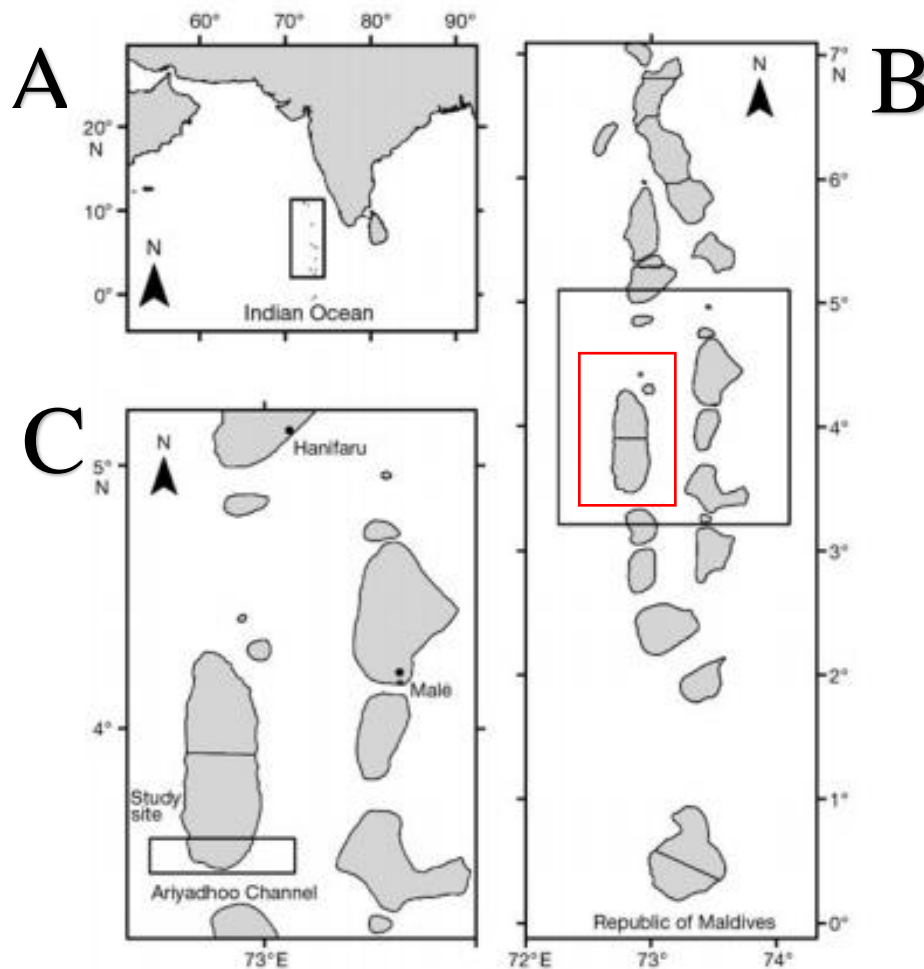 A
60° 70° 80° 90°
20°
N
10°
0°
N
Indian Ocean
B
N
7°
N
6°
5°
4°
3°
2°
1°
0°
Republic of Maldives
72°E 73° 74°
C
N
5°
N
4°
Hanifaru
Malé
Study
site
Ariyadhoo Channel
73°E